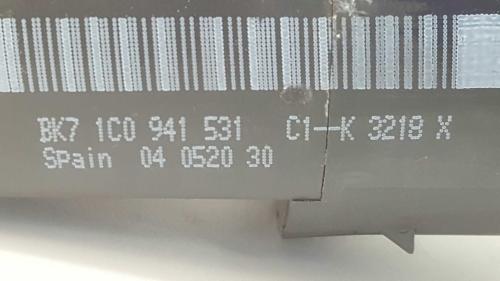 BK7 1C0 941 531 C1-K 3218 X
Spain 04 0520 30